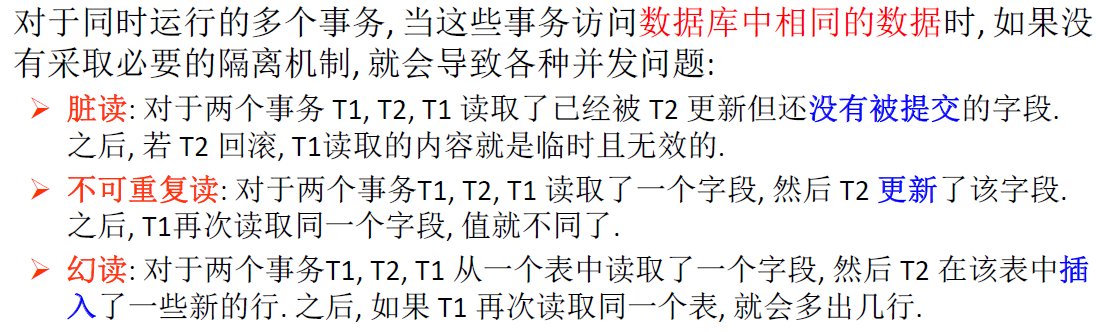 对于同时运行的多个事务, 当这些事务访问数据库中相同的数据时, 如果没
有采取必要的隔离机制, 就会导致各种并发问题:
➢ 脏读: 对于两个事务 T1, T2, T1 读取了已经被 T2 更新但还没有被提交的字段.
之后, 若 T2 回滚, T1读取的内容就是临时且无效的.
➢ 不可重复读: 对于两个事务T1, T2, T1 读取了一个字段, 然后 T2 更新了该字段.
之后, T1再次读取同一个字段, 值就不同了.
➢ 幻读: 对于两个事务T1, T2, T1 从一个表中读取了一个字段, 然后 T2 在该表中插
入了一些新的行. 之后, 如果 T1 再次读取同一个表, 就会多出几行.